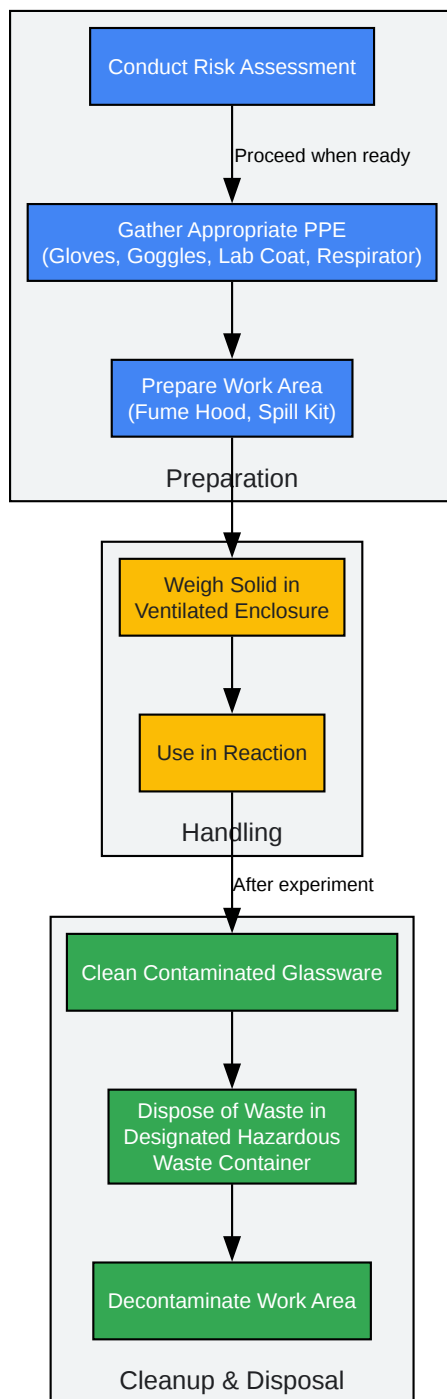 Conduct Risk Assessment
Proceed when ready
Gather Appropriate PPE
(Gloves, Goggles, Lab Coat, Respirator)
Prepare Work Area
(Fume Hood, Spill Kit)
Preparation
Weigh Solid in
Ventilated Enclosure
Use in Reaction
Handling
After experiment
Clean Contaminated Glassware
Dispose of Waste in
Designated Hazardous
Waste Container
Decontaminate Work Area
Cleanup & Disposal